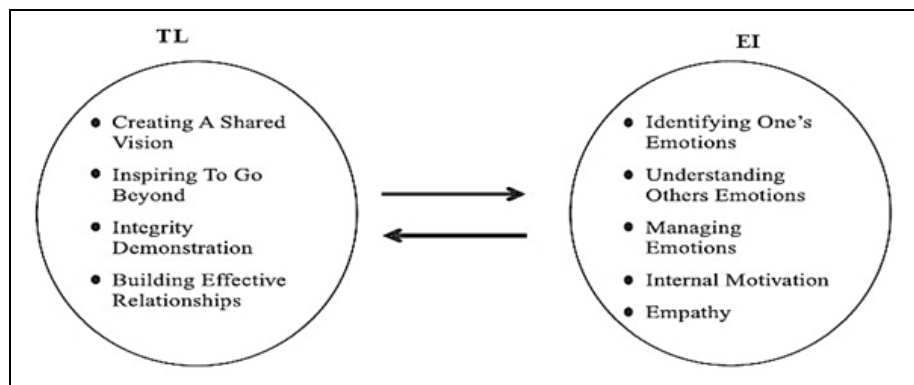 TL
● Creating A Shared
Vision
● Inspiring To Go
Beyond
● Integrity
Demonstration
● Building Effective
Relationships
EI
● Identifying One's
Emotions
● Understanding
Others Emotions
● Managing
Emotions
● Internal Motivation
● Empathy